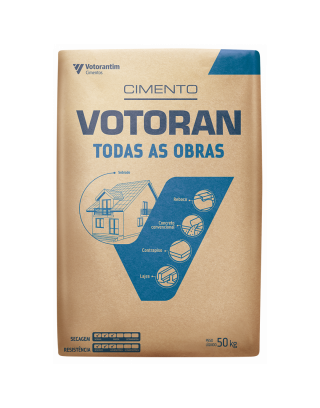 Votorantim
Cimentos
CIMENTO
VOTORAN
TODAS AS OBRAS
Reboco
Concreto
convencional
Contrapiso
Lajes
SECAGEM
RESISTÊNCIA
50 kg